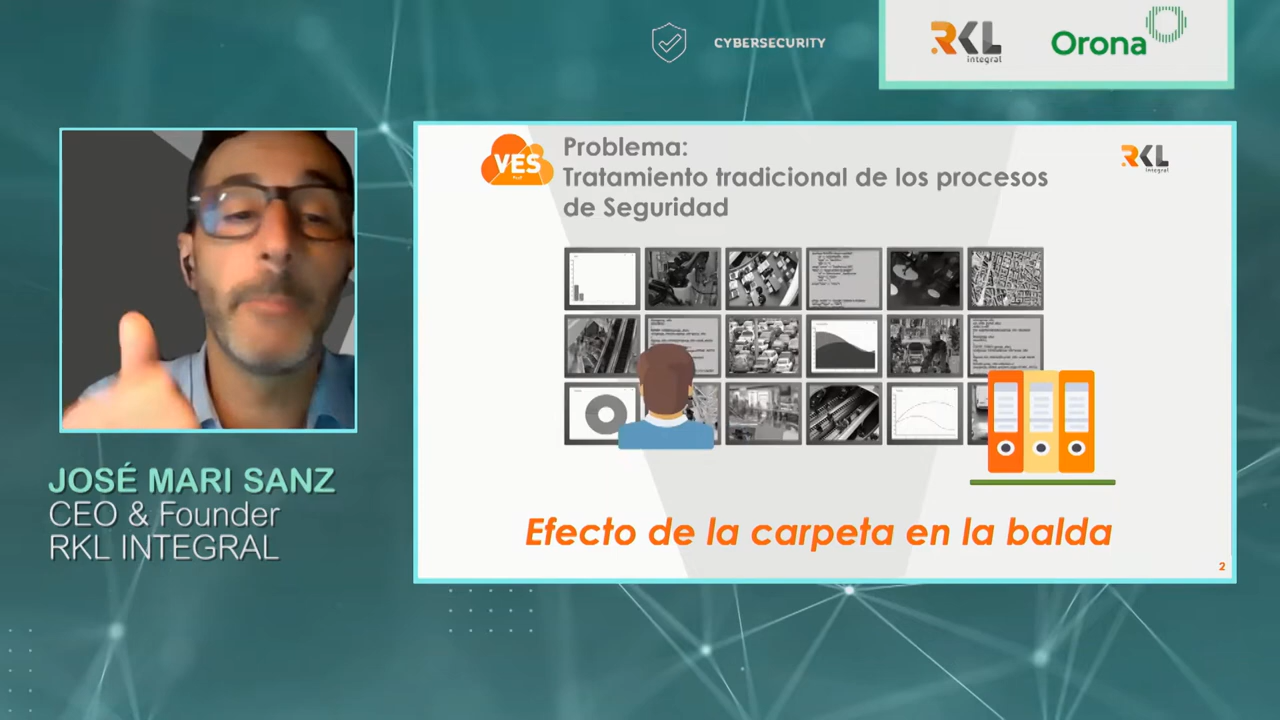 CYBERSECURITY
RKL
integral
Orona
VES
Problema:
Tratamiento tradicional de los procesos
de Seguridad
RKL
integral
JOSÉ MARI SANZ
CEO & Founder
RKL INTEGRAL
Efecto de la carpeta en la balda
2